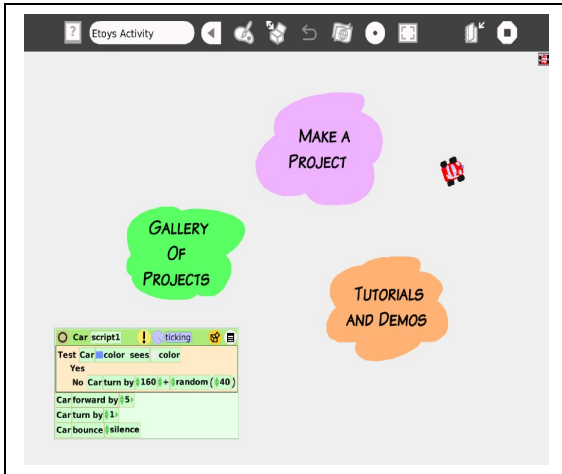 ?
Etoys Activity
MAKE A
PROJECT
GALLERY
OF
PROJECTS
TUTORIALS
AND DEMOS
Car script1 ! ticking
Test Car color sees color
Yes
No Car turn by 160 + random ( 40 )
Car forward by 5
Car turn by 1
Car bounce silence